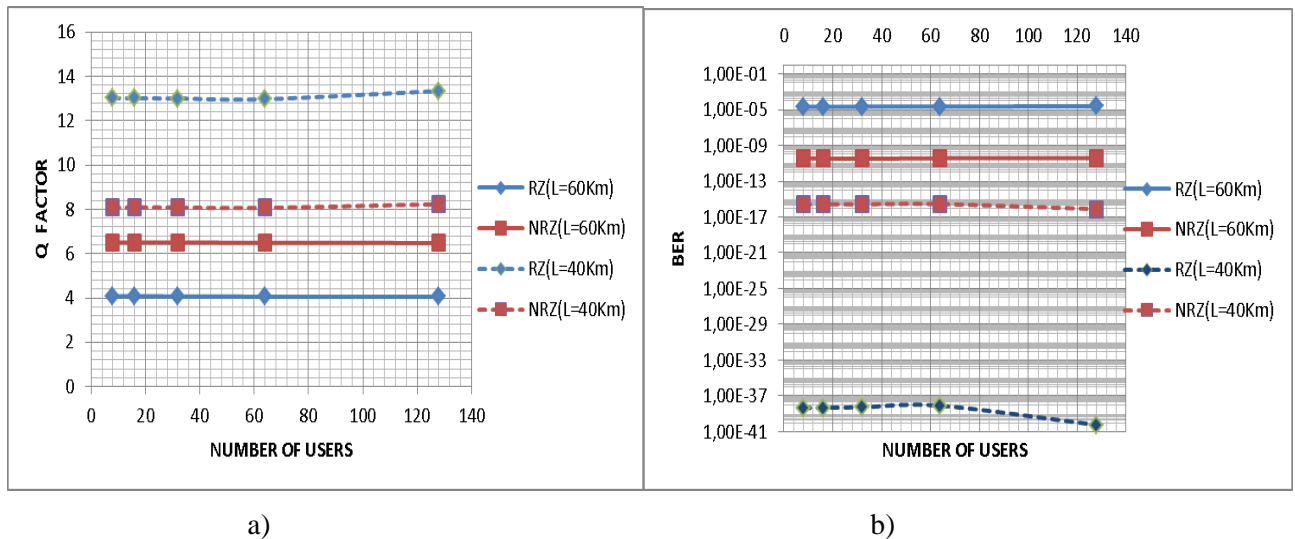 16
14
12
10
8
6
4
2
0
Q FACTOR
0 20 40 60 80 100 120 140
NUMBER OF USERS
RZ(L=60Km)
NRZ(L=60Km)
RZ(L=40Km)
NRZ(L=40Km)
a)
0 20 40 60 80 100 120 140
1,00E-01
1,00E-05
1,00E-09
1,00E-13
1,00E-17
1,00E-21
1,00E-25
1,00E-29
1,00E-33
1,00E-37
1,00E-41
BER
NUMBER OF USERS
RZ(L=60Km)
NRZ(L=60Km)
RZ(L=40Km)
NRZ(L=40Km)
b)